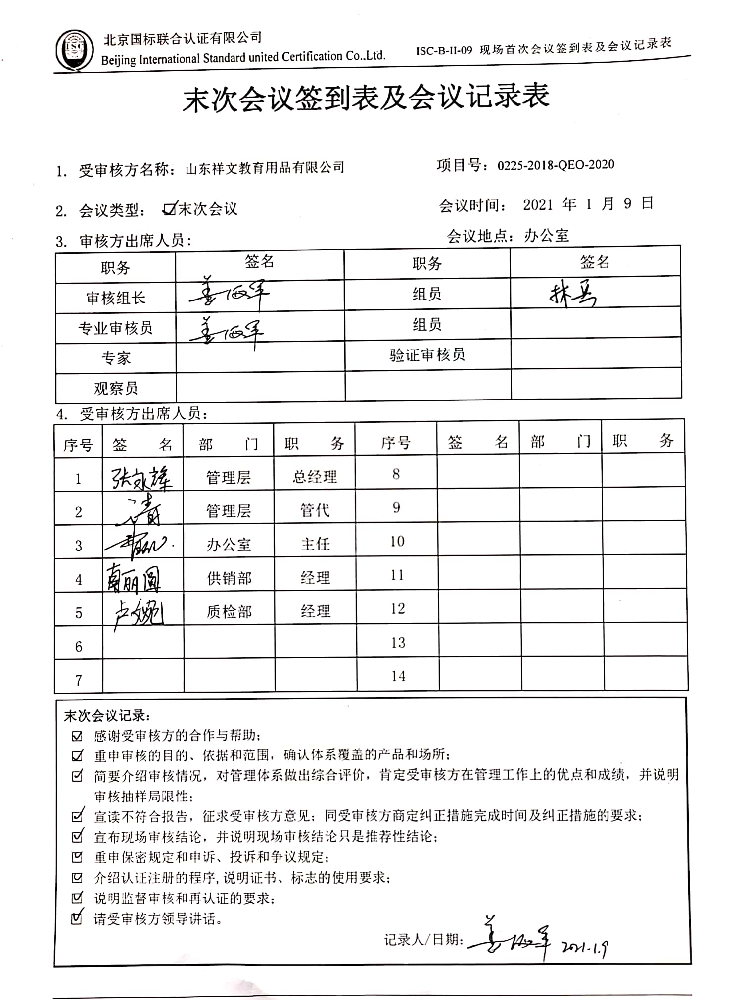 ISC
北京国标联合认证有限公司
Beijing International Standard united Certification Co.,Ltd.
ISC-B-II-09 现场首次会议签到表及会议记录表
末次会议签到表及会议记录表
1. 受审核方名称：山东祥文教育用品有限公司 项目号：0225-2018-QEO-2020
2. 会议类型： ☑末次会议 会议时间： 2021 年 1 月 9 日
3. 审核方出席人员： 会议地点：办公室
职务 签名 职务 签名
审核组长 姜海军 组员 林兵
专业审核员 姜海军 组员
专家 验证审核员
观察员
4. 受审核方出席人员：
序号 签 名 部 门 职 务 序号 签 名 部 门 职 务
1 张永辉 管理层 总经理 8
2 管理层 管代 9
3 办公室 主任 10
4 南丽圆 供销部 经理 11
5 卢婉 质检部 经理 12
6 13
7 14
末次会议记录：
☑ 感谢受审核方的合作与帮助；
☑ 重申审核的目的、依据和范围，确认体系覆盖的产品和场所；
☑ 简要介绍审核情况，对管理体系做出综合评价，肯定受审核方在管理工作上的优点和成绩，并说明
审核抽样局限性；
☑ 宣读不符合报告，征求受审核方意见；同受审核方商定纠正措施完成时间及纠正措施的要求；
☑ 宣布现场审核结论，并说明现场审核结论只是推荐性结论；
☑ 重申保密规定和申诉、投诉和争议规定；
☑ 介绍认证注册的程序,说明证书、标志的使用要求；
☑ 说明监督审核和再认证的要求；
☑ 请受审核方领导讲话。
记录人/日期：姜海军 2021.1.9